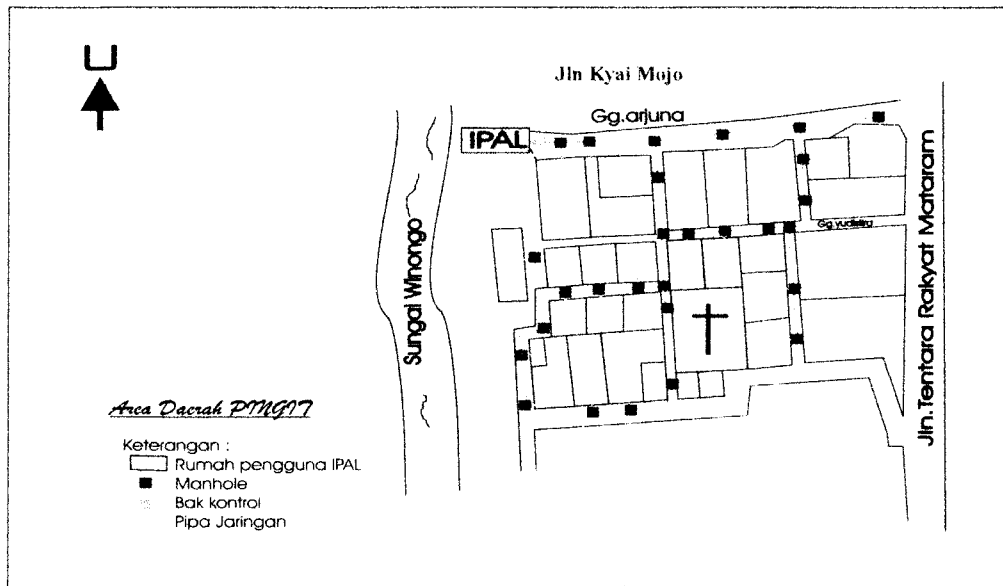 U
Jln Kyai Mojo
Gg.arjuna
IPAL
Gg.yudistira
Sungai Winongo
Jln.Tentara Rakyat Mataram
Area Daerah PINGIT
Keterangan :
Rumah pengguna IPAL
Manhole
Bak kontrol
Pipa Jaringan